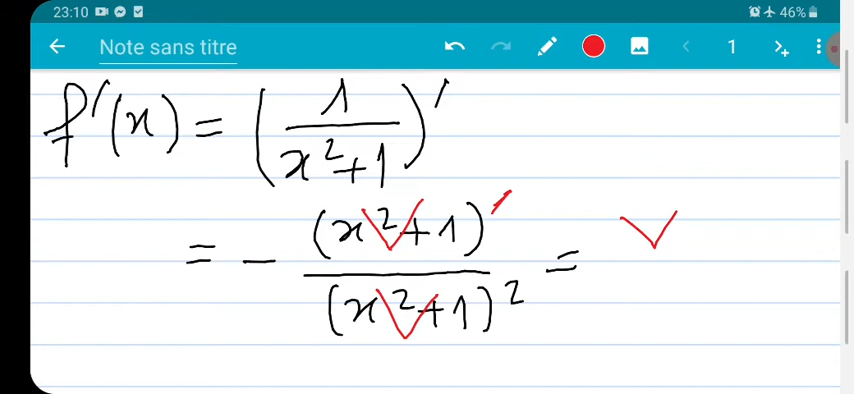 23:10 46%
Note sans titre 1
f'(x) = (1/(x²+1))'
= - (x²+1)'/(x²+1)² =